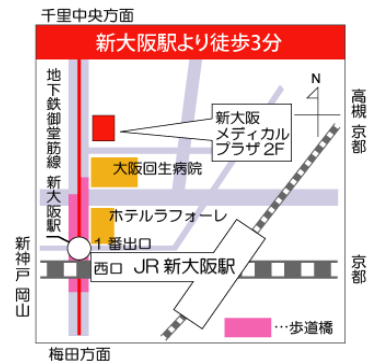 千里中央方面
新大阪駅より徒歩3分
地下鉄御堂筋線 新大阪駅
N
高槻 京都
新大阪
メディカル
プラザ 2F
大阪回生病院
ホテルラフォーレ
1番出口
西口
JR 新大阪駅
新神戸 岡山
京都
…歩道橋
梅田方面